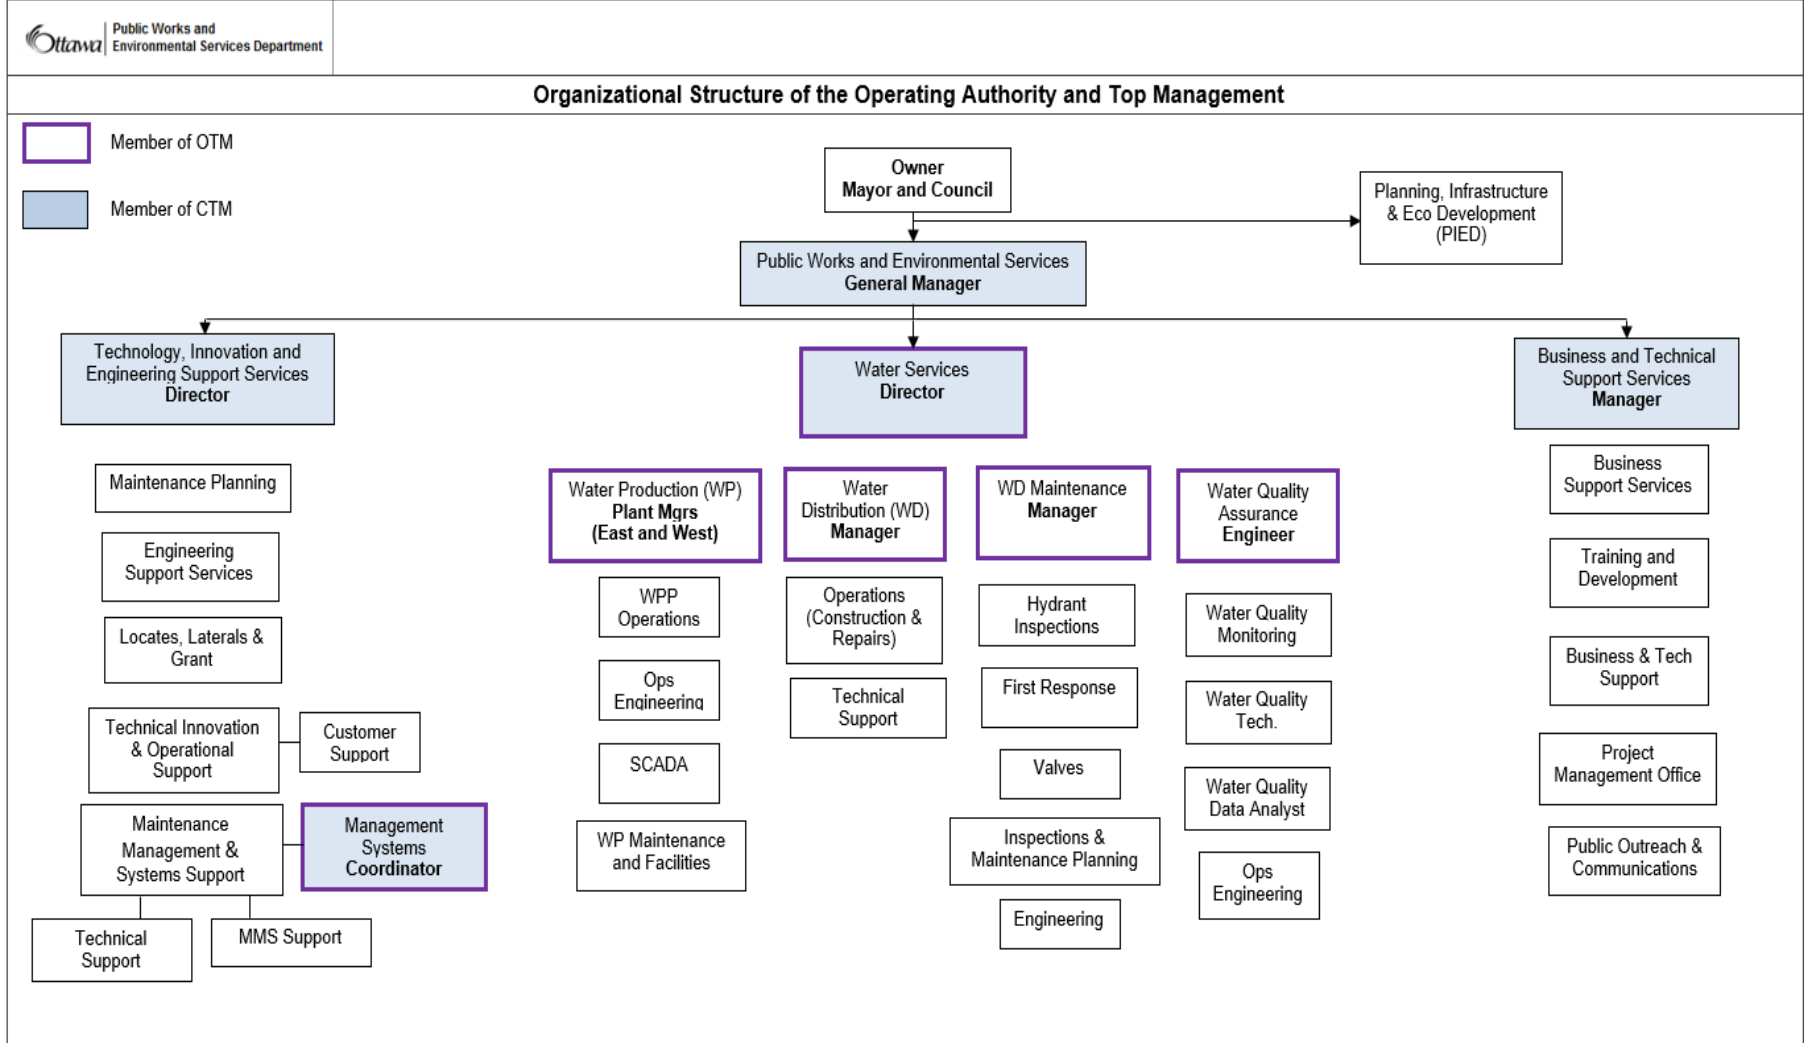 Ottawa
Public Works and
Environmental Services Department
Organizational Structure of the Operating Authority and Top Management
Member of OTM
Member of CTM
Owner
Mayor and Council
Planning, Infrastructure
& Eco Development
(PIED)
Public Works and Environmental Services
General Manager
Technology, Innovation and
Engineering Support Services
Director
Water Services
Director
Business and Technical
Support Services
Manager
Maintenance Planning
Engineering
Support Services
Locates, Laterals &
Grant
Technical Innovation
& Operational
Support
Customer
Support
Maintenance
Management &
Systems Support
Management
Systems
Coordinator
Technical
Support
MMS Support
Water Production (WP)
Plant Mgrs
(East and West)
WPP
Operations
Ops
Engineering
SCADA
WP Maintenance
and Facilities
Water
Distribution (WD)
Manager
Operations
(Construction &
Repairs)
Technical
Support
WD Maintenance
Manager
Hydrant
Inspections
First Response
Valves
Inspections &
Maintenance Planning
Engineering
Water Quality
Assurance
Engineer
Water Quality
Monitoring
Water Quality
Tech.
Water Quality
Data Analyst
Ops
Engineering
Business
Support Services
Training and
Development
Business & Tech
Support
Project
Management Office
Public Outreach &
Communications